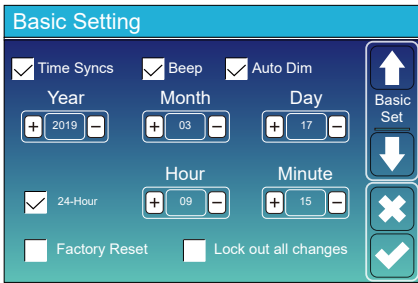 Basic Setting
Time Syncs Beep Auto Dim
Year Month Day
+ 2019 − + 03 − + 17 −
Basic
Set
Hour Minute
24-Hour + 09 − + 15 −
Factory Reset Lock out all changes